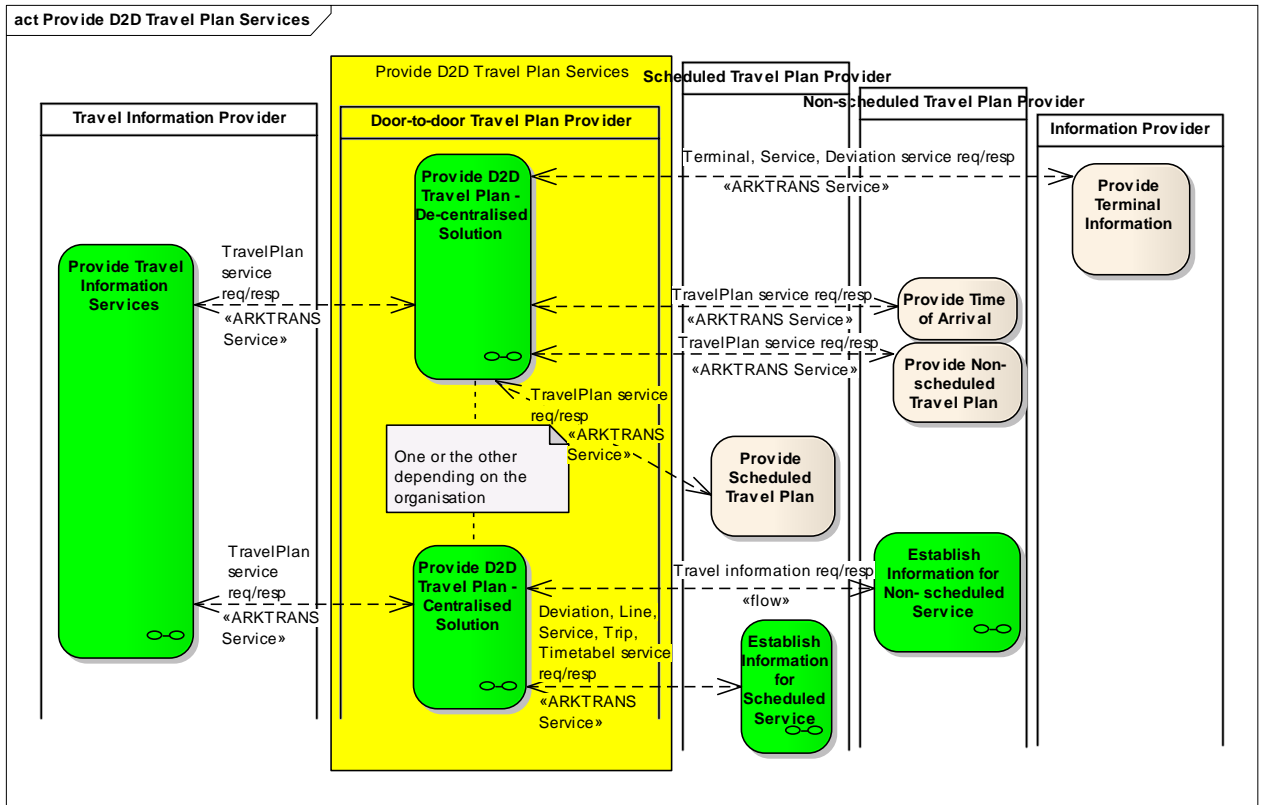 act Provide D2D Travel Plan Services
Provide D2D Travel Plan Services
Scheduled Travel Plan Provider
Non-scheduled Travel Plan Provider
Travel Information Provider
Door-to-door Travel Plan Provider
Information Provider
Terminal, Service, Deviation service req/resp
«ARKTRANS Service»
Provide D2D
Travel Plan -
De-centralised
Solution
Provide
Terminal
Information
Provide Travel
Information
Services
TravelPlan
service
req/resp
«ARKTRANS
Service»
TravelPlan service req/resp
«ARKTRANS Service»
Provide Time
of Arrival
TravelPlan service req/resp
«ARKTRANS Service»
Provide Non-
scheduled
Travel Plan
TravelPlan service
req/resp
«ARKTRANS
Service»
One or the other
depending on the
organisation
Provide
Scheduled
Travel Plan
TravelPlan
service
req/resp
«ARKTRANS
Service»
Provide D2D
Travel Plan -
Centralised
Solution
Travel information req/resp
«flow»
Establish
Information for
Non- scheduled
Service
Deviation, Line,
Service, Trip,
Timetabel service
req/resp
«ARKTRANS
Service»
Establish
Information
for
Scheduled
Service